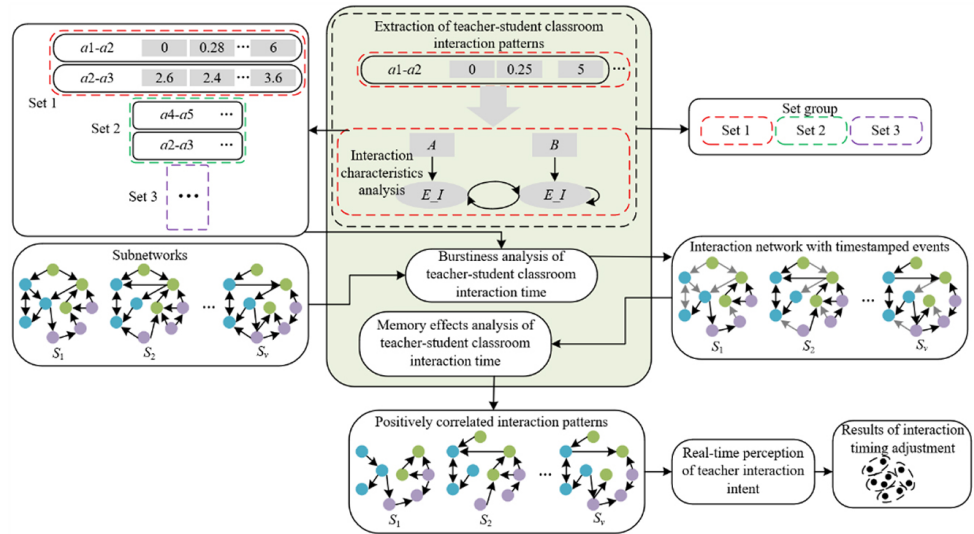 Set 1
a1-a2 0 0.28 ... 6
a2-a3 2.6 2.4 ... 3.6
Set 2
a4-a5 ...
a2-a3 ...
Set 3
...
Extraction of teacher-student classroom
interaction patterns
a1-a2 0 0.25 5 ...
Interaction
characteristics
analysis
A B
E_I E_I
Set group
Set 1 Set 2 Set 3
Subnetworks
...
S1 S2 Sv
Burstiness analysis of
teacher-student classroom
interaction time
Interaction network with timestamped events
...
S1 S2 Sv
Memory effects analysis of
teacher-student classroom
interaction time
Positively correlated interaction patterns
...
S1 S2 Sv
Real-time perception
of teacher interaction
intent
Results of interaction
timing adjustment